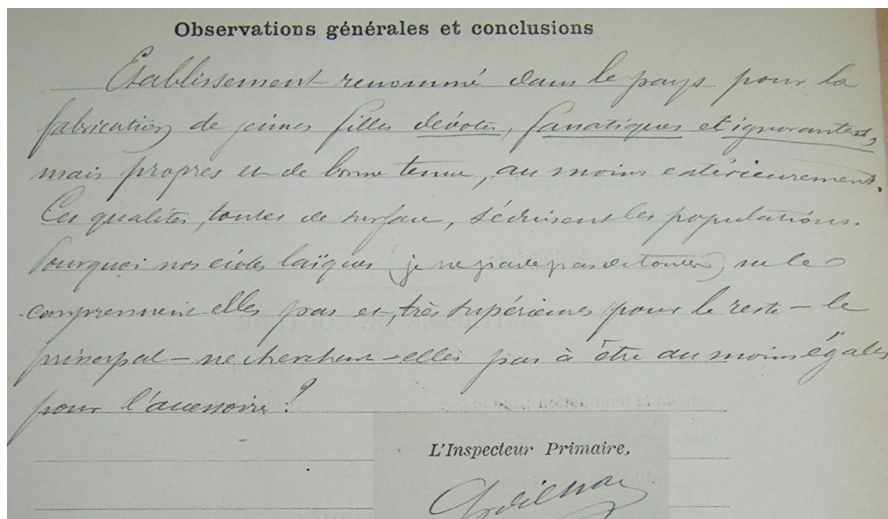 Observations générales et conclusions
Etablissement renommé dans le pays pour la
fabrication de jeunes filles dévotes, fanatiques et ignorantes,
mais propres et de bonne tenue, au moins extérieurement.
Ces qualités, toutes de surface, séduisent les populations.
Pourquoi nos écoles laïques (je ne parle pas de toutes) ne le
comprennent-elles pas et, très supérieures pour le reste – le
principal – ne cherchent-elles pas à être au moins égales
pour l'accessoire ?
L'Inspecteur Primaire,